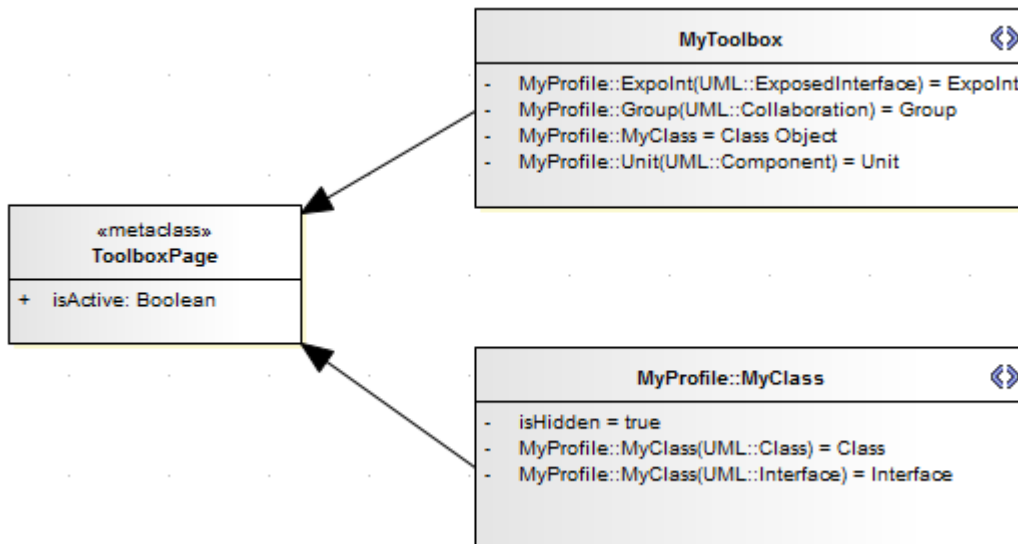 MyToolbox
- MyProfile::ExpoInt(UML::ExposedInterface) = ExpoInt
- MyProfile::Group(UML::Collaboration) = Group
- MyProfile::MyClass = Class Object
- MyProfile::Unit(UML::Component) = Unit
«metaclass»
ToolboxPage
+ isActive: Boolean
MyProfile::MyClass
- isHidden = true
- MyProfile::MyClass(UML::Class) = Class
- MyProfile::MyClass(UML::Interface) = Interface